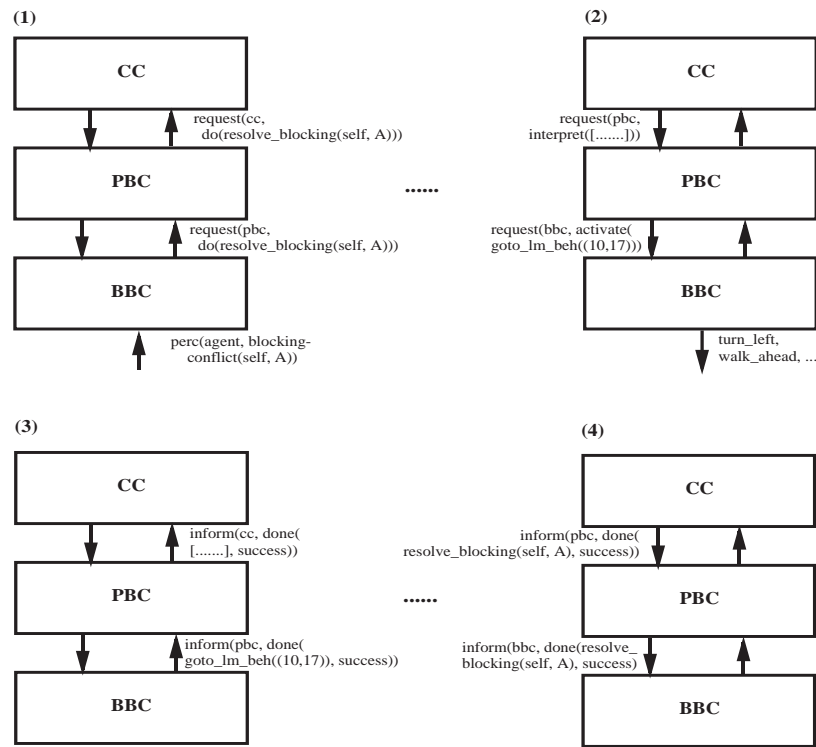 (1)
CC
request(cc,
do(resolve_blocking(self, A)))
PBC
request(pbc,
do(resolve_blocking(self, A)))
BBC
perc(agent, blocking-
conflict(self, A))
......
(2)
CC
request(pbc,
interpret([.......]))
PBC
request(bbc, activate(
goto_lm_beh((10,17)))
BBC
turn_left,
walk_ahead, ...
(3)
CC
inform(cc, done(
[.......], success))
PBC
inform(pbc, done(
goto_lm_beh((10,17)), success))
BBC
......
(4)
CC
inform(pbc, done(
resolve_blocking(self, A), success))
PBC
inform(bbc, done(resolve_
blocking(self, A), success)
BBC